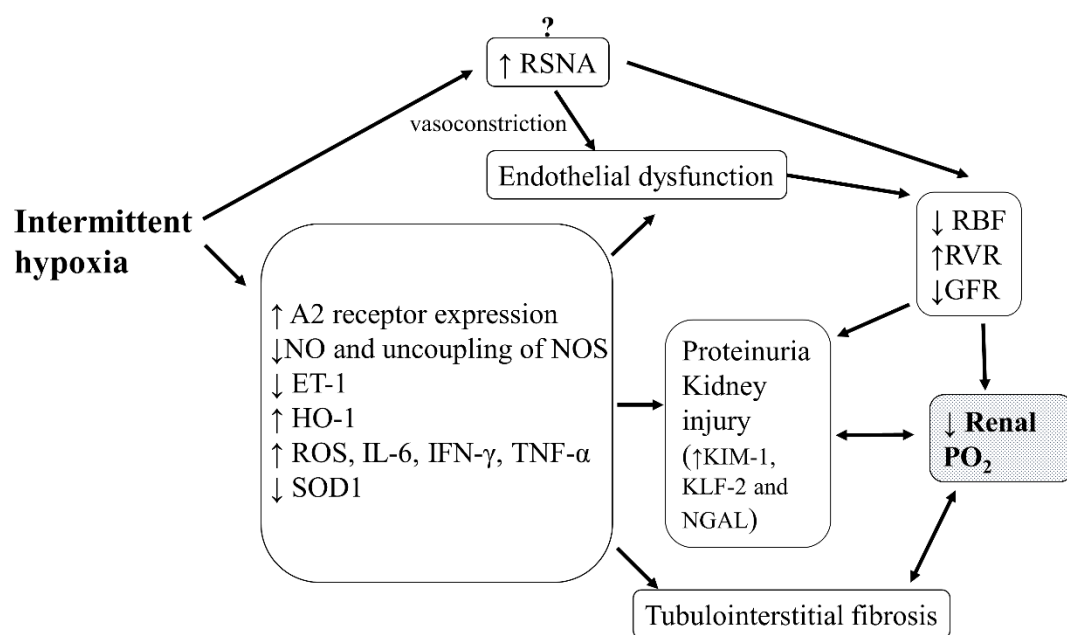 ?
↑ RSNA
vasoconstriction
Endothelial dysfunction
Intermittent
hypoxia
↓ RBF
↑RVR
↓GFR
↑ A2 receptor expression
↓NO and uncoupling of NOS
↓ ET-1
↑ HO-1
↑ ROS, IL-6, IFN-γ, TNF-α
↓ SOD1
Proteinuria
Kidney
injury
(↑KIM-1,
KLF-2 and
NGAL)
↓ Renal
PO₂
Tubulointerstitial fibrosis